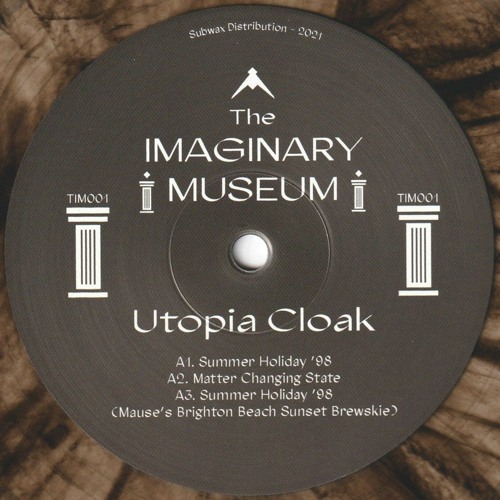 Subwax Distribution - 2021
The
IMAGINARY
MUSEUM
TIM001
TIM001
Utopia Cloak
A1. Summer Holiday '98
A2. Matter Changing State
A3. Summer Holiday '98
(Mause's Brighton Beach Sunset Brewskie)